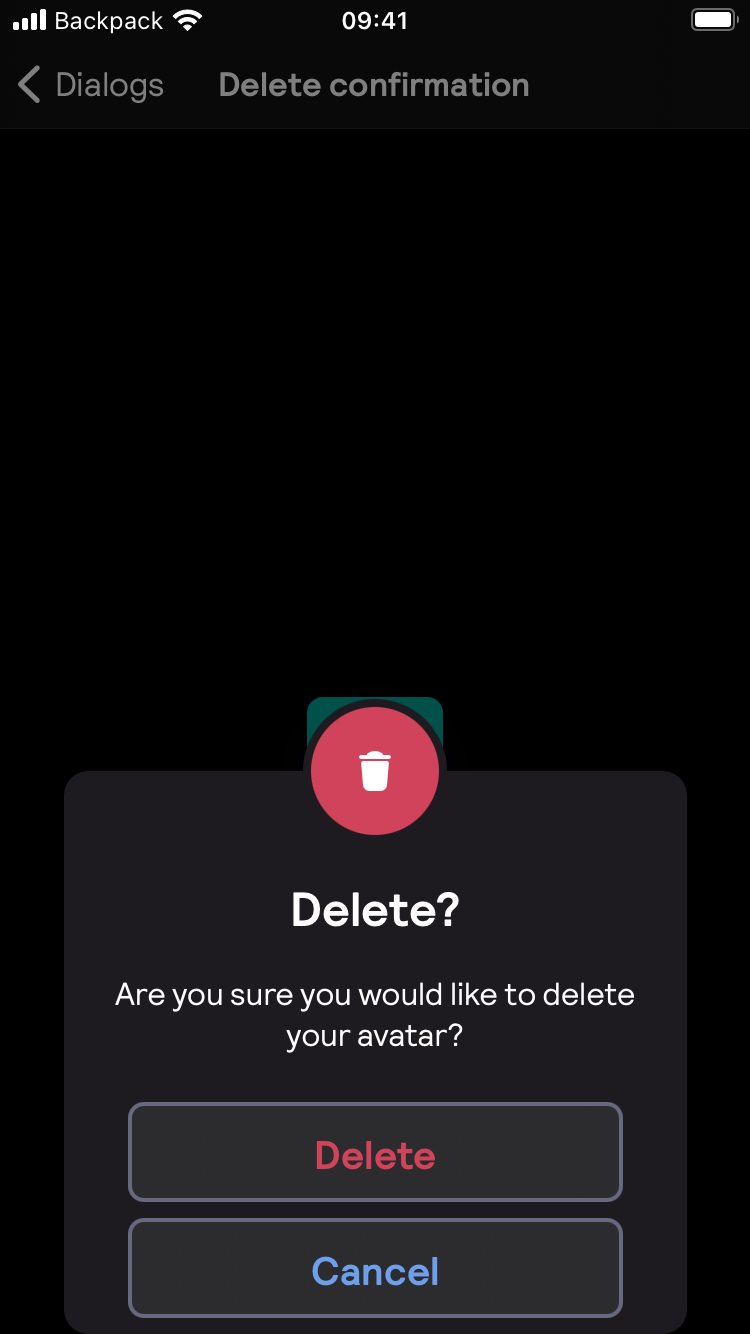 Backpack
09:41
Dialogs
Delete confirmation
Delete?
Are you sure you would like to delete
your avatar?
Delete
Cancel